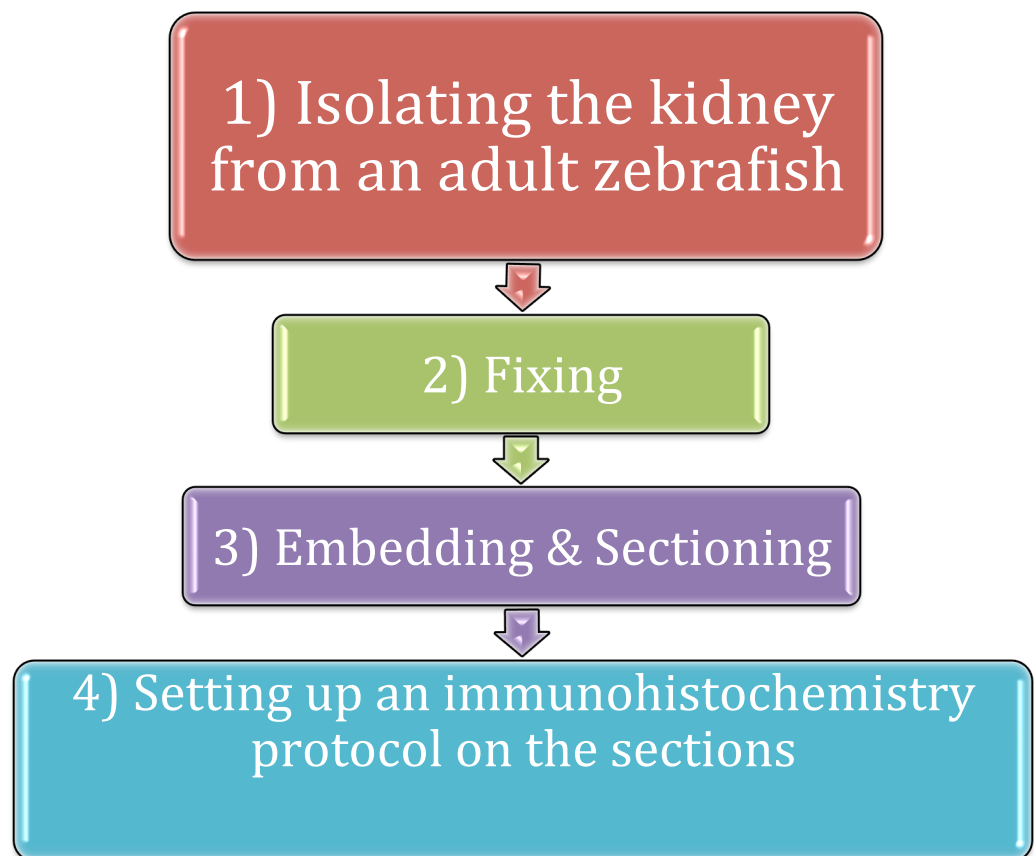 1) Isolating the kidney
from an adult zebrafish
2) Fixing
3) Embedding & Sectioning
4) Setting up an immunohistochemistry
protocol on the sections